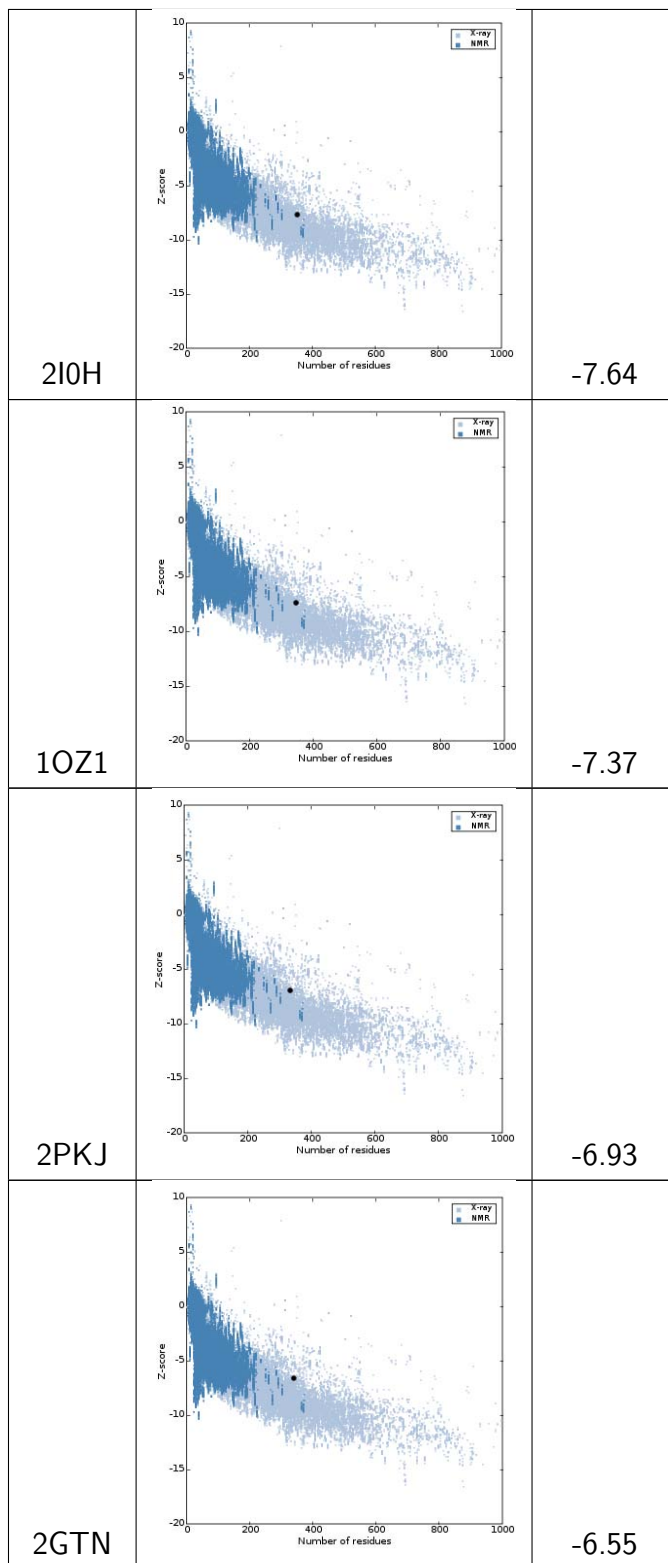 10
X-ray
NMR
5
0
Z-score
-5
-10
-15
-20
0 200 400 600 800 1000
Number of residues
2I0H
-7.64
10
X-ray
NMR
5
0
Z-score
-5
-10
-15
-20
0 200 400 600 800 1000
Number of residues
1OZ1
-7.37
10
X-ray
NMR
5
0
Z-score
-5
-10
-15
-20
0 200 400 600 800 1000
Number of residues
2PKJ
-6.93
10
X-ray
NMR
5
0
Z-score
-5
-10
-15
-20
0 200 400 600 800 1000
Number of residues
2GTN
-6.55